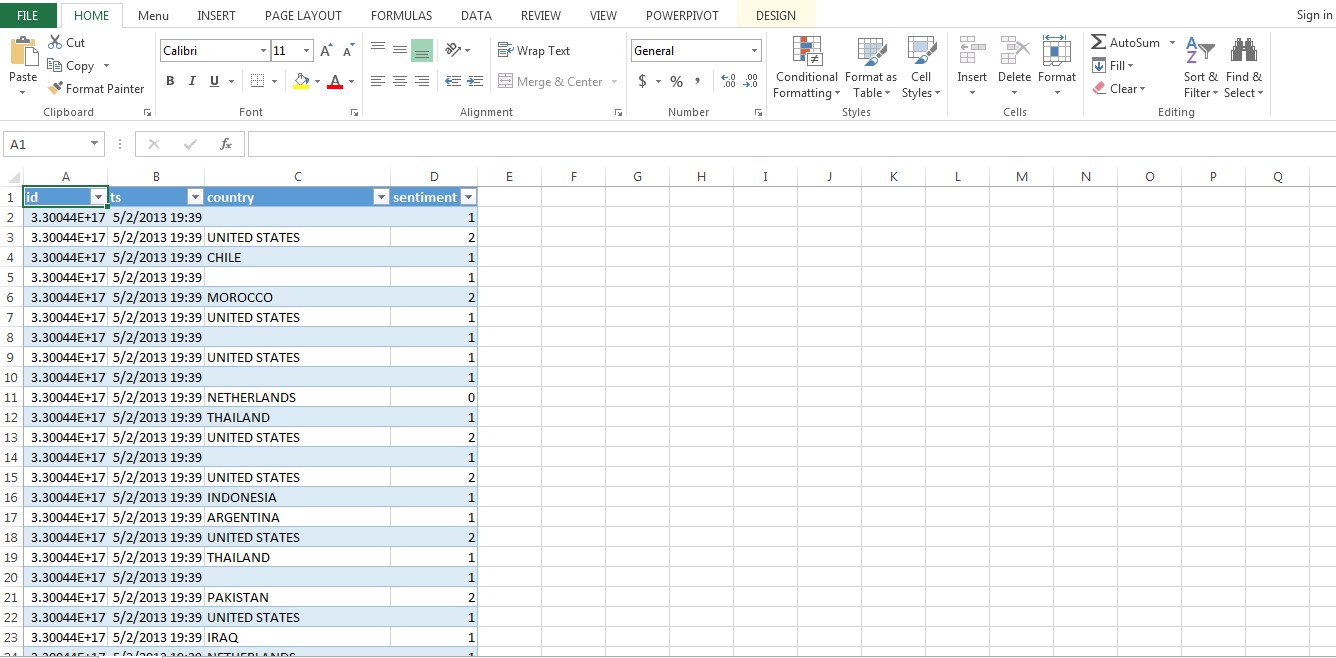 FILE HOME Menu INSERT PAGE LAYOUT FORMULAS DATA REVIEW VIEW POWERPIVOT DESIGN Sign in
Paste
Cut
Copy
Format Painter
Clipboard
Calibri 11
B I U A
Font
Wrap Text
Merge & Center
Alignment
General
$ % ,
Number
Conditional Formatting
Format as Table
Cell Styles
Styles
Insert Delete Format
Cells
AutoSum
Fill
Clear
Sort & Filter
Find & Select
Editing
A1 fx
A B C D E F G H I J K L M N O P Q
1 id ts country sentiment
2 3.30044E+17 5/2/2013 19:39 1
3 3.30044E+17 5/2/2013 19:39 UNITED STATES 2
4 3.30044E+17 5/2/2013 19:39 CHILE 1
5 3.30044E+17 5/2/2013 19:39 1
6 3.30044E+17 5/2/2013 19:39 MOROCCO 2
7 3.30044E+17 5/2/2013 19:39 UNITED STATES 1
8 3.30044E+17 5/2/2013 19:39 1
9 3.30044E+17 5/2/2013 19:39 UNITED STATES 1
10 3.30044E+17 5/2/2013 19:39 1
11 3.30044E+17 5/2/2013 19:39 NETHERLANDS 0
12 3.30044E+17 5/2/2013 19:39 THAILAND 1
13 3.30044E+17 5/2/2013 19:39 UNITED STATES 2
14 3.30044E+17 5/2/2013 19:39 1
15 3.30044E+17 5/2/2013 19:39 UNITED STATES 2
16 3.30044E+17 5/2/2013 19:39 INDONESIA 1
17 3.30044E+17 5/2/2013 19:39 ARGENTINA 1
18 3.30044E+17 5/2/2013 19:39 UNITED STATES 2
19 3.30044E+17 5/2/2013 19:39 THAILAND 1
20 3.30044E+17 5/2/2013 19:39 1
21 3.30044E+17 5/2/2013 19:39 PAKISTAN 2
22 3.30044E+17 5/2/2013 19:39 UNITED STATES 1
23 3.30044E+17 5/2/2013 19:39 IRAQ 1